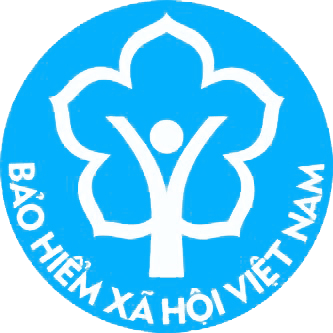 BẢO HIỂM XÃ HỘI VIỆT NAM